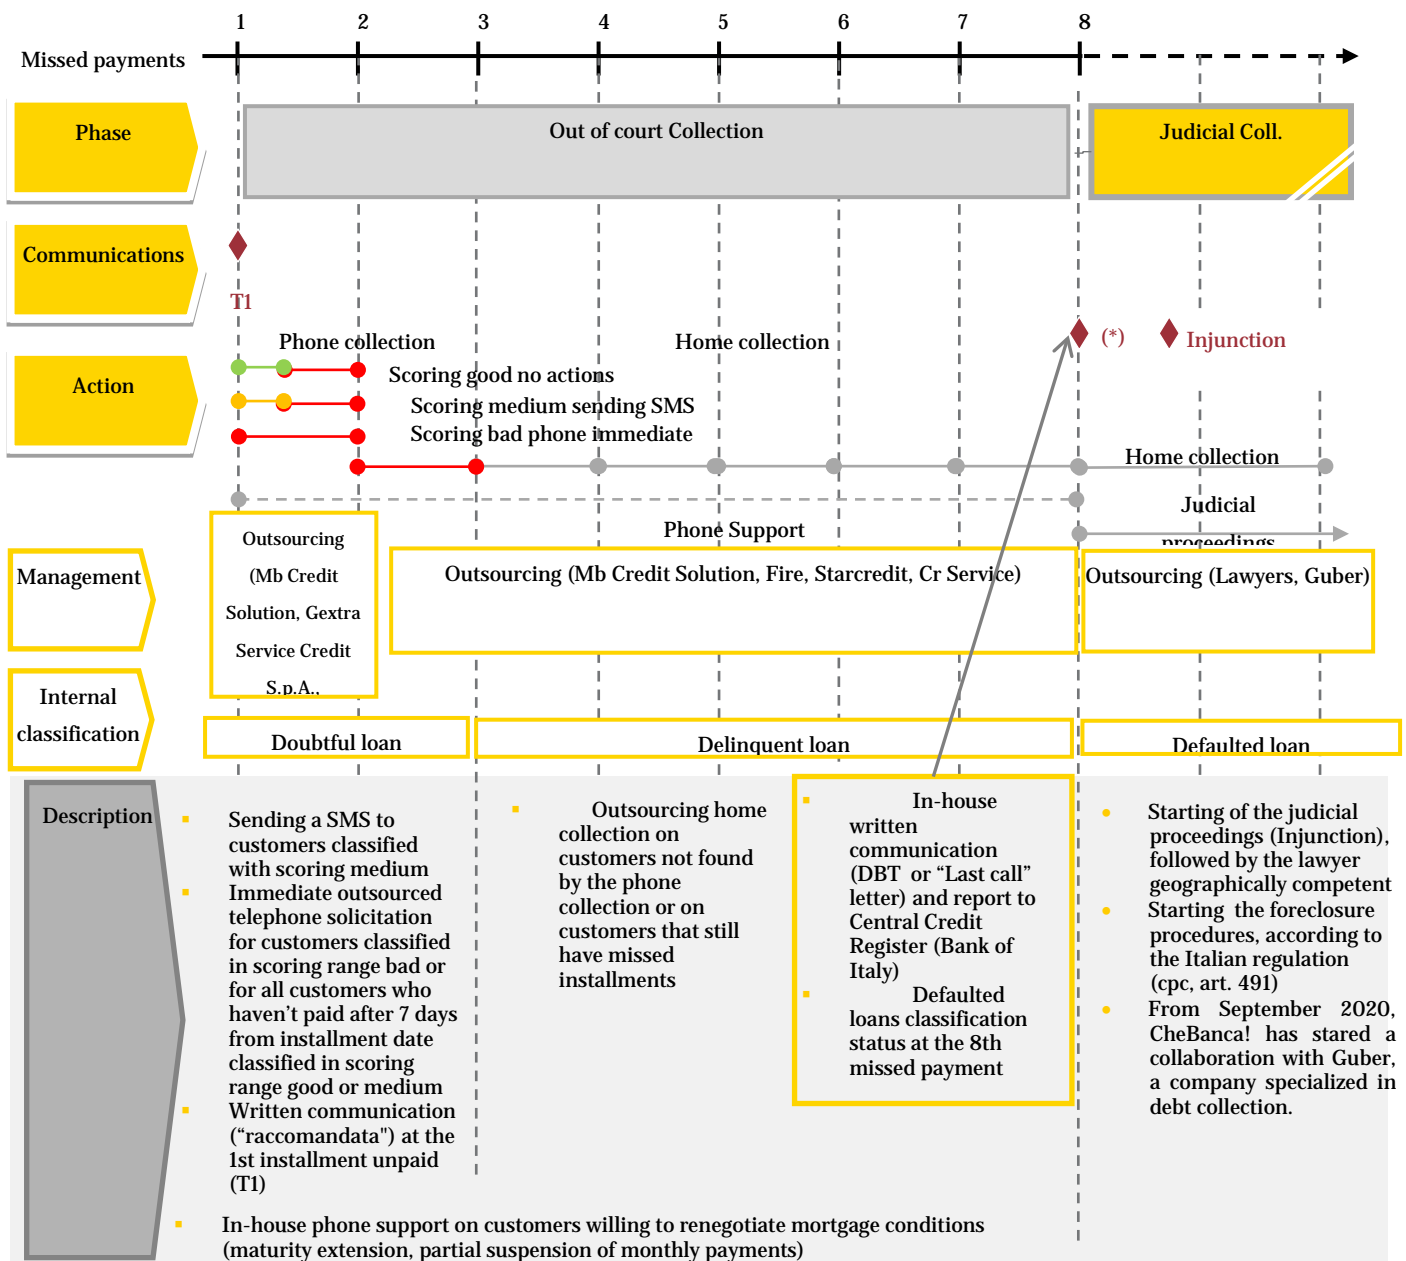 1 2 3 4 5 6 7 8
Missed payments
Phase
Out of court Collection
Judicial Coll.
Communications
T1
(*)
Injunction
Action
Phone collection
Home collection
Scoring good no actions
Scoring medium sending SMS
Scoring bad phone immediate
Home collection
Phone Support
Judicial
proceedings
Management
Outsourcing
(Mb Credit
Solution, Gextra
Service Credit
S.p.A.,
Outsourcing (Mb Credit Solution, Fire, Starcredit, Cr Service)
Outsourcing (Lawyers, Guber)
Internal
classification
Doubtful loan
Delinquent loan
Defaulted loan
Description
Sending a SMS to
customers classified
with scoring medium
Immediate outsourced
telephone solicitation
for customers classified
in scoring range bad or
for all customers who
haven't paid after 7 days
from installment date
classified in scoring
range good or medium
Written communication
("raccomandata") at the
1st installment unpaid
(T1)
Outsourcing home
collection on
customers not found
by the phone
collection or on
customers that still
have missed
installments
In-house
written
communication
(DBT or "Last call"
letter) and report to
Central Credit
Register (Bank of
Italy)
Defaulted
loans classification
status at the 8th
missed payment
Starting of the judicial
proceedings (Injunction),
followed by the lawyer
geographically competent
Starting the foreclosure
procedures, according to
the Italian regulation
(cpc, art. 491)
From September 2020,
CheBanca! has stared a
collaboration with Guber,
a company specialized in
debt collection.
In-house phone support on customers willing to renegotiate mortgage conditions
(maturity extension, partial suspension of monthly payments)